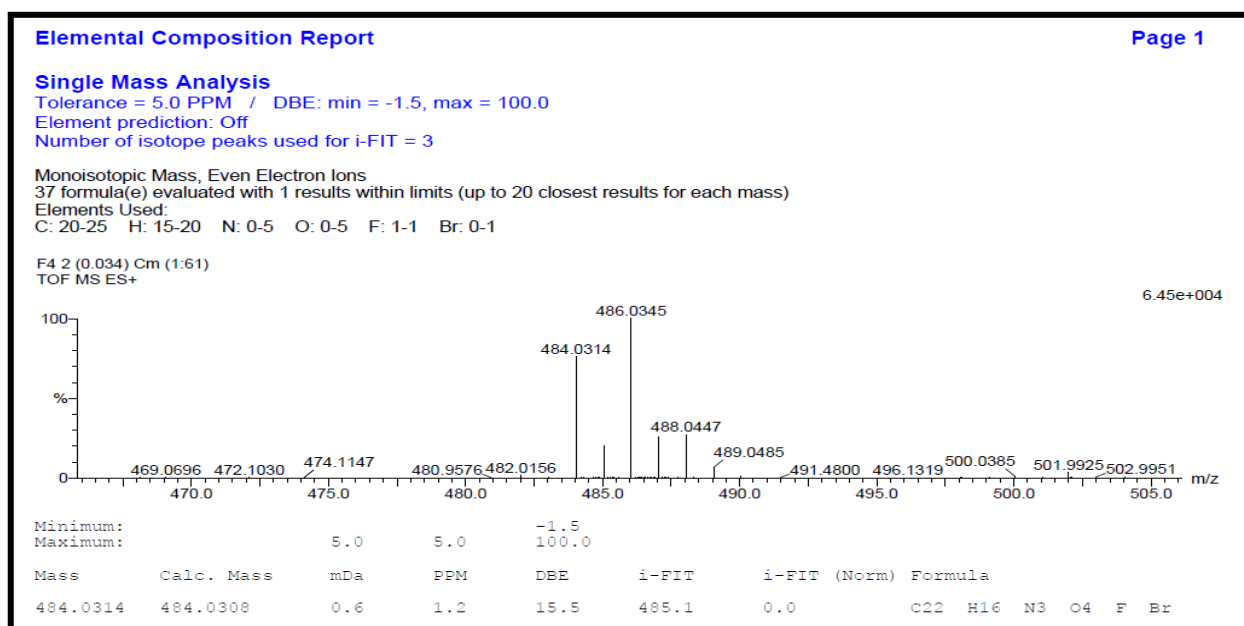 Elemental Composition Report Page 1
Single Mass Analysis
Tolerance = 5.0 PPM / DBE: min = -1.5, max = 100.0
Element prediction: Off
Number of isotope peaks used for i-FIT = 3
Monoisotopic Mass, Even Electron Ions
37 formula(e) evaluated with 1 results within limits (up to 20 closest results for each mass)
Elements Used:
C: 20-25 H: 15-20 N: 0-5 O: 0-5 F: 1-1 Br: 0-1
F4 2 (0.034) Cm (1:61)
TOF MS ES+
6.45e+004
100
486.0345
484.0314
%
488.0447
489.0485
469.0696 472.1030 474.1147 480.9576 482.0156 491.4800 496.1319 500.0385 501.9925 502.9951
0
m/z
470.0 475.0 480.0 485.0 490.0 495.0 500.0 505.0
Minimum: -1.5
Maximum: 5.0 5.0 100.0
Mass Calc. Mass mDa PPM DBE i-FIT i-FIT (Norm) Formula
484.0314 484.0308 0.6 1.2 15.5 485.1 0.0 C22 H16 N3 O4 F Br